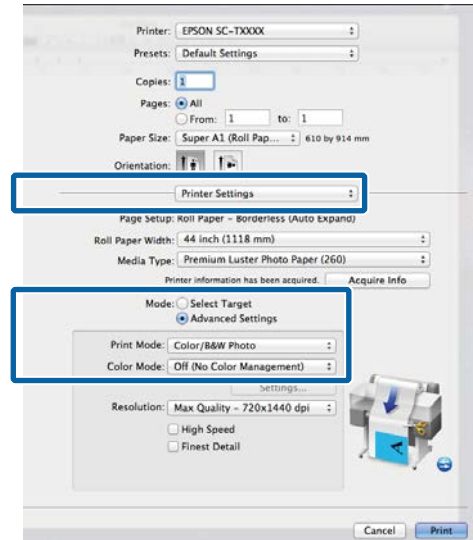 Printer: EPSON SC-TXXXX
Presets: Default Settings
Copies: 1
Pages: All
From: 1 to: 1
Paper Size: Super A1 (Roll Pap... 610 by 914 mm
Orientation:
Printer Settings
Page Setup: Roll Paper - Borderless (Auto Expand)
Roll Paper Width: 44 inch (1118 mm)
Media Type: Premium Luster Photo Paper (260)
Printer information has been acquired. Acquire Info
Mode: Select Target
Advanced Settings
Print Mode: Color/B&W Photo
Color Mode: Off (No Color Management)
Settings...
Resolution: Max Quality - 720x1440 dpi
High Speed
Finest Detail
A
Cancel Print